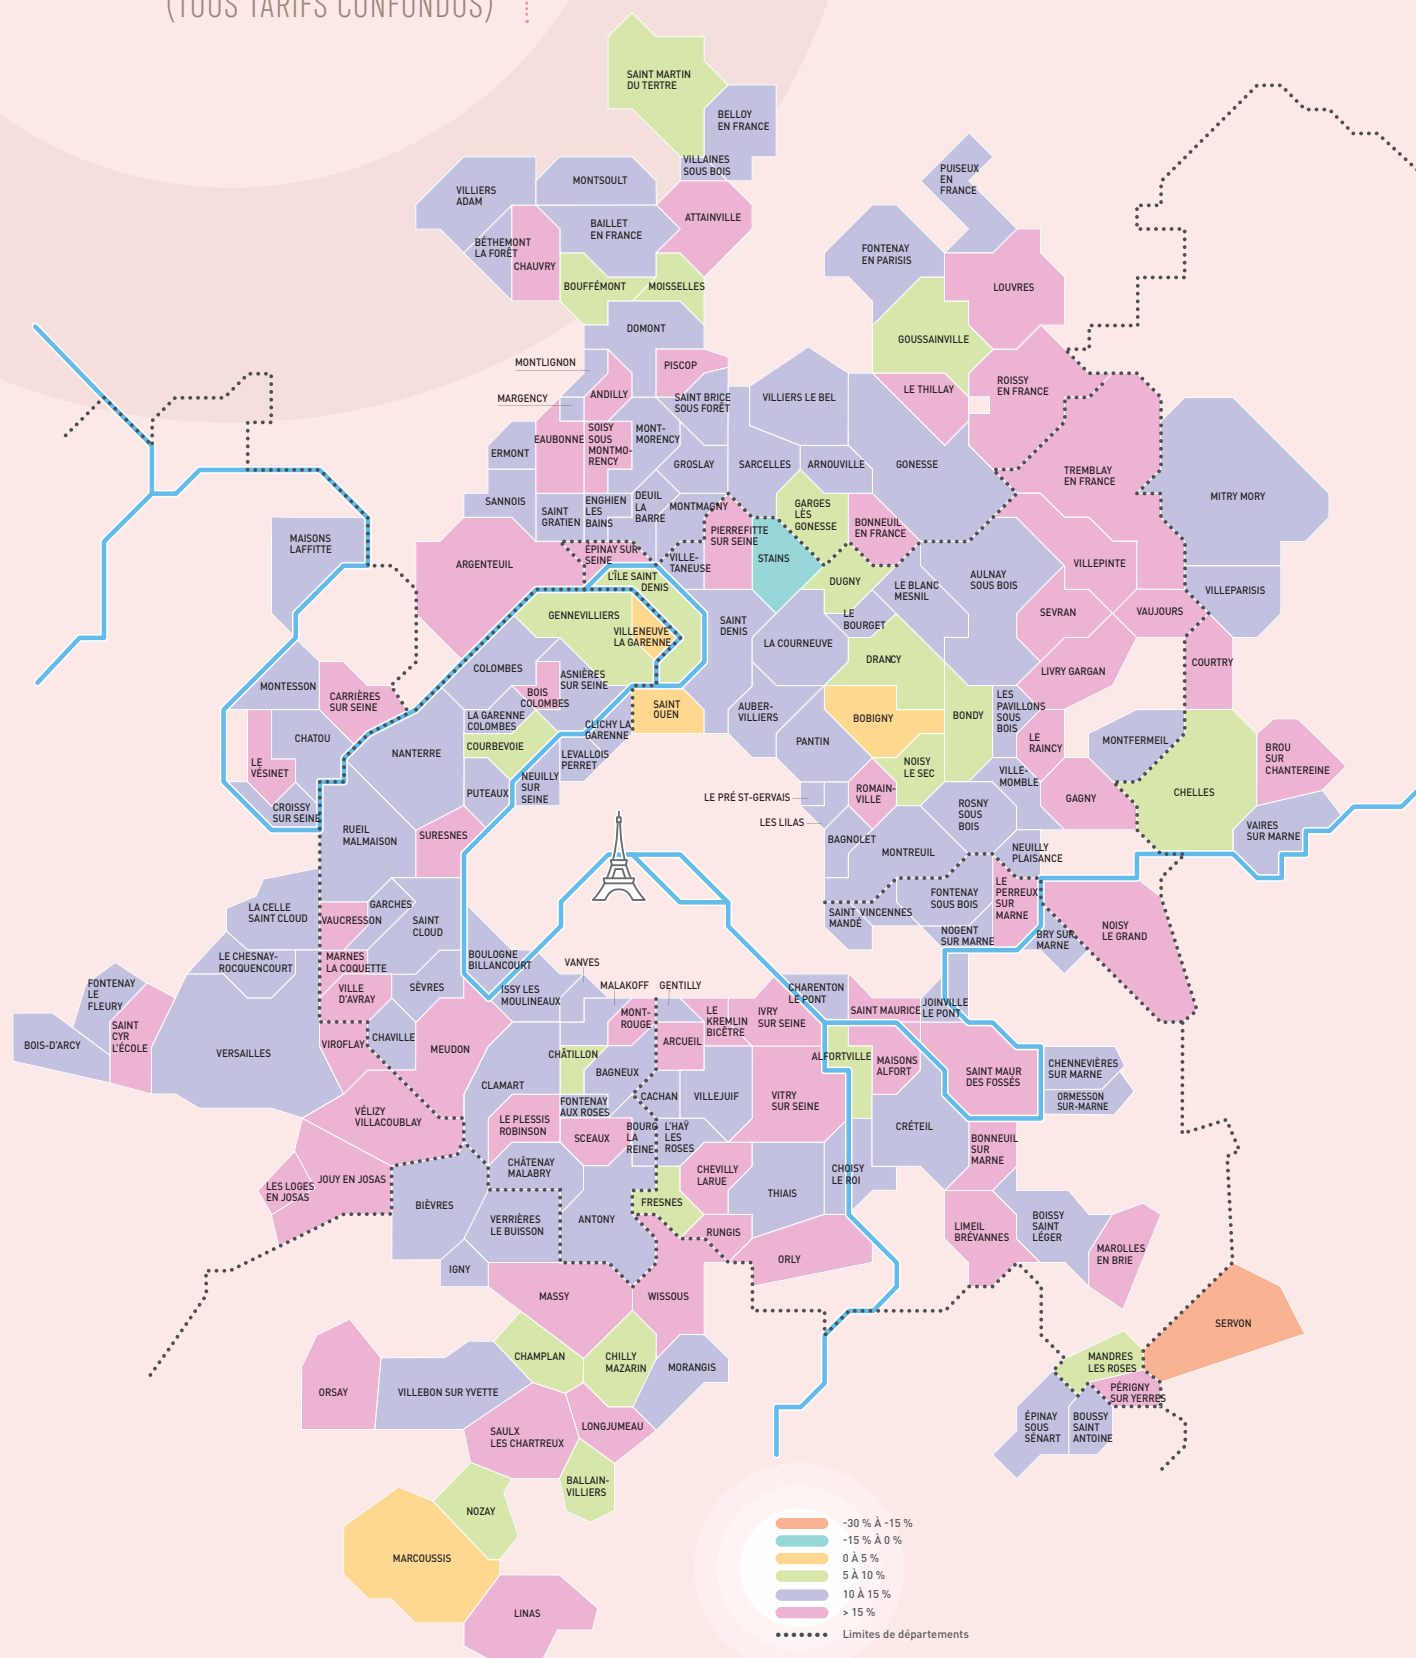 (TOUS TARIFS CONFONDUS)
SAINT MARTIN
DU TERTRE
BELLOY
EN FRANCE
VILLAINES
SOUS BOIS
MONTSOULT
VILLIERS
ADAM
PUISEUX
EN
FRANCE
ATTAINVILLE
BAILLET
EN FRANCE
BÉTHEMONT
LA FORÊT
CHAUVRY
FONTENAY
EN PARISIS
BOUFFÉMONT
MOISSELLES
LOUVRES
DOMONT
GOUSSAINVILLE
MONTLIGNON
PISCOP
ANDILLY
MARGENCY
SAINT BRICE
SOUS FORÊT
VILLIERS LE BEL
LE THILLAY
ROISSY
EN FRANCE
EAUBONNE
SOISY
SOUS
MONTMO-
RENCY
MONT-
MORENCY
ERMONT
GROSLAY
SARCELLES
ARNOUVILLE
GONESSE
TREMBLAY
EN FRANCE
MITRY MORY
SANNOIS
SAINT
GRATIEN
ENGHIEN
LES
BAINS
DEUIL
LA
BARRE
MONTMAGNY
GARGES
LÈS
GONESSE
BONNEUIL
EN FRANCE
PIERREFITTE
SUR SEINE
MAISONS
LAFFITTE
ARGENTEUIL
ÉPINAY SUR
SEINE
VILLE-
TANEUSE
STAINS
L'ÎLE SAINT
DENIS
DUGNY
LE BLANC
MESNIL
AULNAY
SOUS BOIS
VILLEPINTE
VILLEPARISIS
GENNEVILLIERS
VILLENEUVE
LA GARENNE
SAINT
DENIS
LE
BOURGET
SEVRAN
VAUJOURS
LA COURNEUVE
DRANCY
LIVRY GARGAN
COURTRY
MONTESSON
CARRIÈRES
SUR SEINE
COLOMBES
ASNIÈRES
SUR SEINE
BOIS
COLOMBES
SAINT
OUEN
AUBER-
VILLIERS
BOBIGNY
BONDY
LES
PAVILLONS
SOUS
BOIS
LA GARENNE
COLOMBES
CLICHY LA
GARENNE
CHATOU
NANTERRE
COURBEVOIE
LEVALLOIS
PERRET
PANTIN
LE
RAINCY
MONTFERMEIL
BROU
SUR
CHANTEREINE
LE
VÉSINET
NOISY
LE SEC
VILLE-
MOMBLE
CHELLES
CROISSY
SUR SEINE
PUTEAUX
NEUILLY
SUR
SEINE
LE PRÉ ST-GERVAIS
ROMAIN-
VILLE
GAGNY
ROSNY
SOUS
BOIS
LES LILAS
RUEIL
MALMAISON
SURESNES
BAGNOLET
MONTREUIL
NEUILLY
PLAISANCE
VAIRES
SUR MARNE
LA CELLE
SAINT CLOUD
GARCHES
VAUCRESSON
SAINT
CLOUD
SAINT
MANDÉ
VINCENNES
FONTENAY
SOUS BOIS
LE
PERREUX
SUR
MARNE
NOISY
LE GRAND
NOGENT
SUR MARNE
BRY SUR
MARNE
LE CHESNAY-
ROCQUENCOURT
MARNES
LA COQUETTE
BOULOGNE
BILLANCOURT
VANVES
FONTENAY
LE
FLEURY
VILLE
D'AVRAY
SÈVRES
ISSY LES
MOULINEAUX
MALAKOFF
GENTILLY
CHARENTON
LE PONT
SAINT MAURICE
JOINVILLE
LE PONT
MONT-
ROUGE
LE
KREMLIN
BICÊTRE
IVRY
SUR SEINE
BOIS-D'ARCY
SAINT
CYR
L'ÉCOLE
VERSAILLES
VIROFLAY
CHAVILLE
MEUDON
CHÂTILLON
ARCUEIL
ALFORTVILLE
MAISONS
ALFORT
SAINT MAUR
DES FOSSÉS
CHENNEVIÈRES
SUR MARNE
BAGNEUX
CLAMART
CACHAN
VILLEJUIF
VITRY
SUR SEINE
ORMESSON
SUR-MARNE
FONTENAY
AUX ROSES
VÉLIZY
VILLACOUBLAY
LE PLESSIS
ROBINSON
SCEAUX
BOURG
LA
REINE
L'HAŸ
LES
ROSES
CRÉTEIL
BONNEUIL
SUR
MARNE
CHÂTENAY
MALABRY
JOUY EN JOSAS
LES LOGES
EN JOSAS
CHEVILLY
LARUE
CHOISY
LE ROI
THIAIS
BIÈVRES
VERRIÈRES
LE BUISSON
ANTONY
FRESNES
RUNGIS
LIMEIL
BRÉVANNES
BOISSY
SAINT
LÉGER
MAROLLES
EN BRIE
ORLY
IGNY
MASSY
WISSOUS
SERVON
CHAMPLAN
CHILLY
MAZARIN
MORANGIS
MANDRES
LES ROSES
PÉRIGNY
SUR YERRES
ORSAY
VILLEBON SUR YVETTE
ÉPINAY
SOUS
SÉNART
BOUSSY
SAINT
ANTOINE
SAULX
LES CHARTREUX
LONGJUMEAU
BALLAIN-
VILLIERS
NOZAY
MARCOUSSIS
LINAS
-30 % À -15 %
-15 % À 0 %
0 À 5 %
5 À 10 %
10 À 15 %
> 15 %
Limites de départements